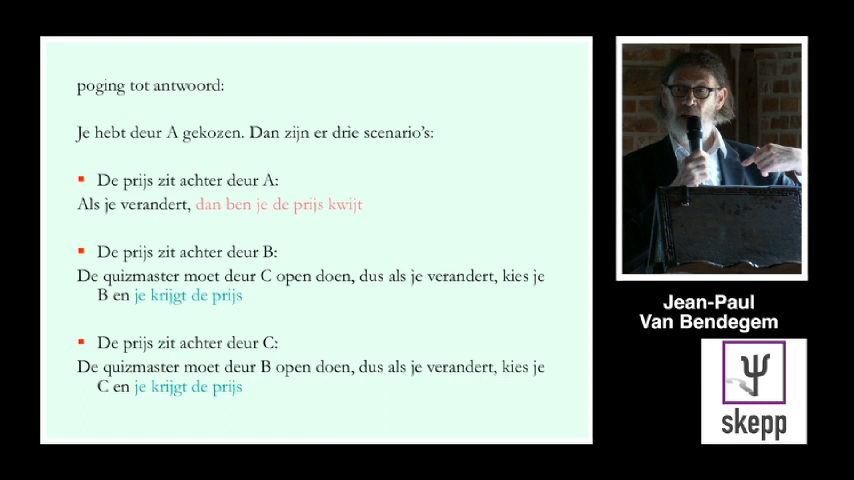 poging tot antwoord:
Je hebt deur A gekozen. Dan zijn er drie scenario's:
De prijs zit achter deur A:
Als je verandert, dan ben je de prijs kwijt
De prijs zit achter deur B:
De quizmaster moet deur C open doen, dus als je verandert, kies je
B en je krijgt de prijs
De prijs zit achter deur C:
De quizmaster moet deur B open doen, dus als je verandert, kies je
C en je krijgt de prijs
Jean-Paul
Van Bendegem
Ψ
skepp